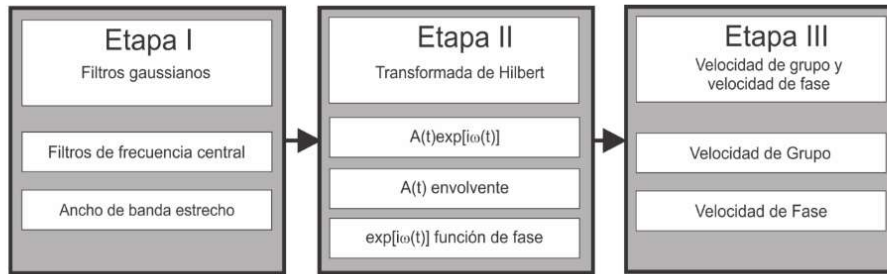 Etapa I
Filtros gaussianos
Filtros de frecuencia central
Ancho de banda estrecho
Etapa II
Transformada de Hilbert
A(t)exp[iω(t)]
A(t) envolvente
exp[iω(t)] función de fase
Etapa III
Velocidad de grupo y
velocidad de fase
Velocidad de Grupo
Velocidad de Fase